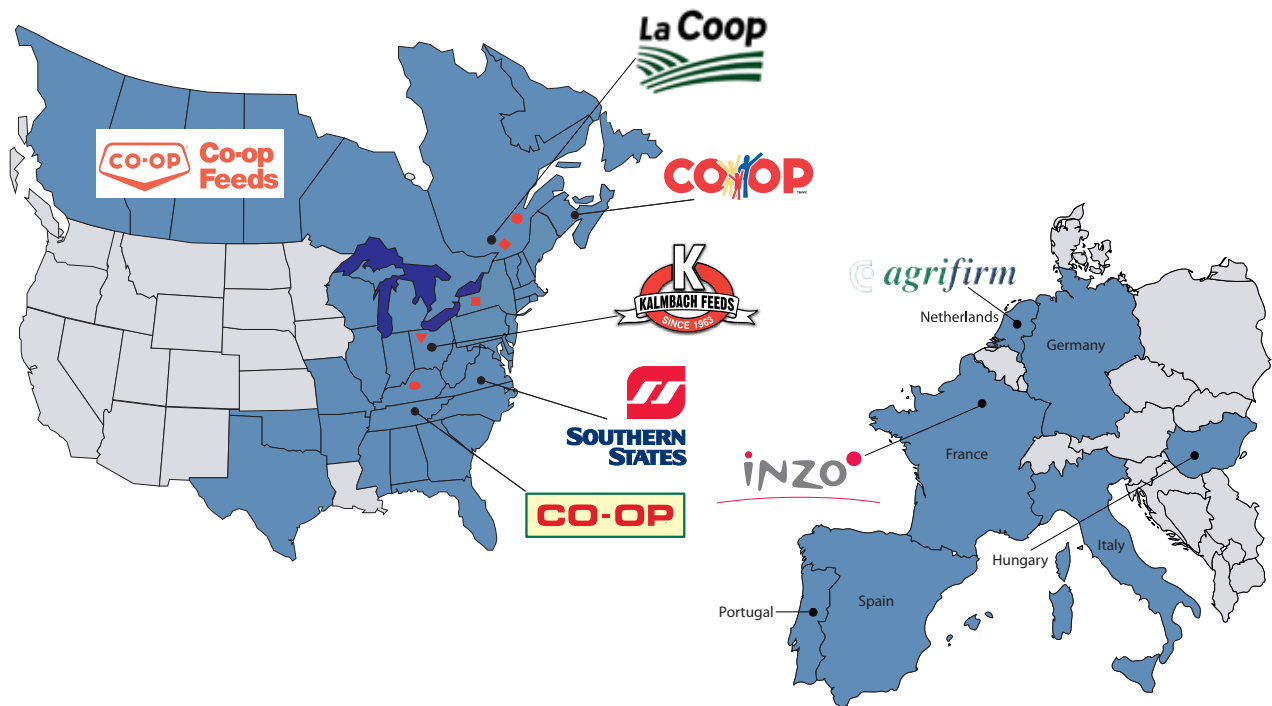 La Coop
CO-OP
Co-op
Feeds
CO OP
K
KALMBACH FEEDS
SINCE 1963
agrifirm
Netherlands
Germany
SOUTHERN
STATES
inzo
France
CO-OP
Hungary
Italy
Portugal
Spain